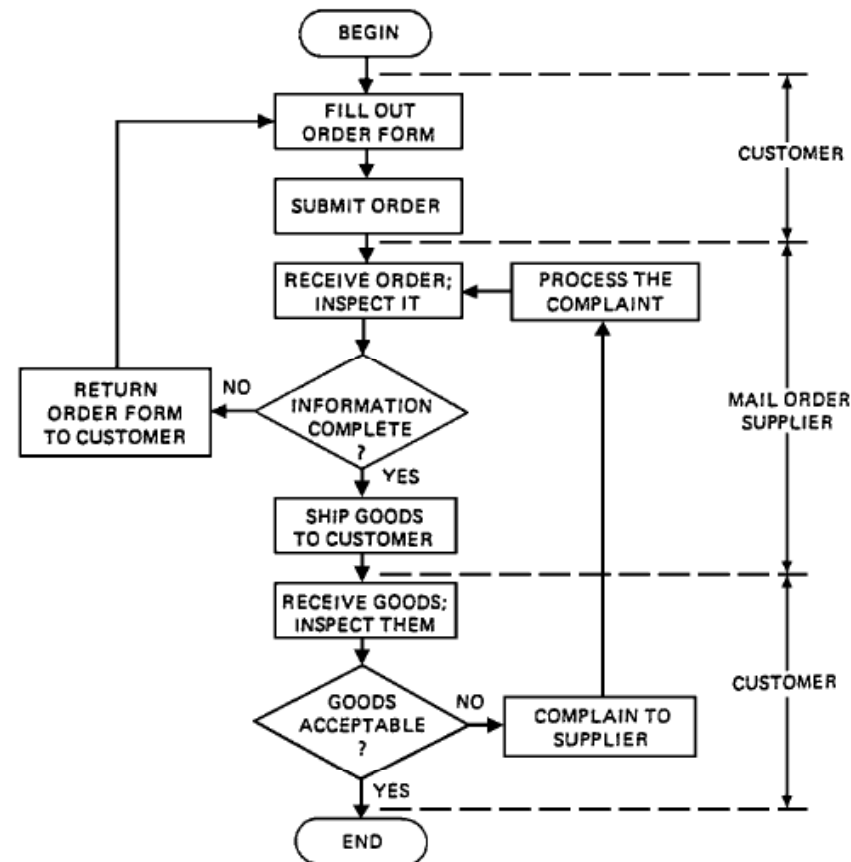 BEGIN
FILL OUT
ORDER FORM
CUSTOMER
SUBMIT ORDER
RECEIVE ORDER;
INSPECT IT
PROCESS THE
COMPLAINT
RETURN
ORDER FORM
TO CUSTOMER
NO
INFORMATION
COMPLETE
?
YES
MAIL ORDER
SUPPLIER
SHIP GOODS
TO CUSTOMER
RECEIVE GOODS;
INSPECT THEM
GOODS
ACCEPTABLE
?
NO
COMPLAIN TO
SUPPLIER
CUSTOMER
YES
END